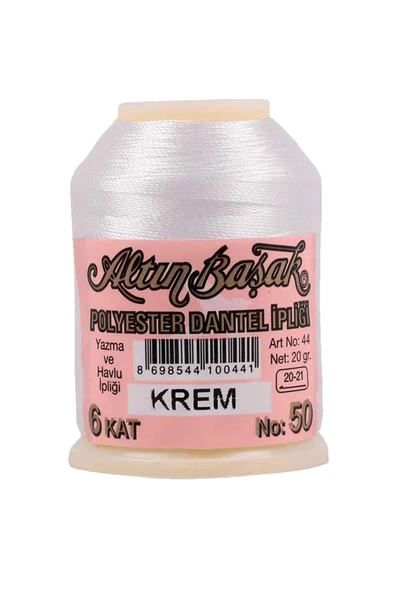 Altın Başak
POLYESTER DANTEL İPLİĞİ
Yazma
ve
Havlu
İpliği
8 698544 100441
Art No: 44
Net: 20 gr.
20-21
KREM
6 KAT
No: 50